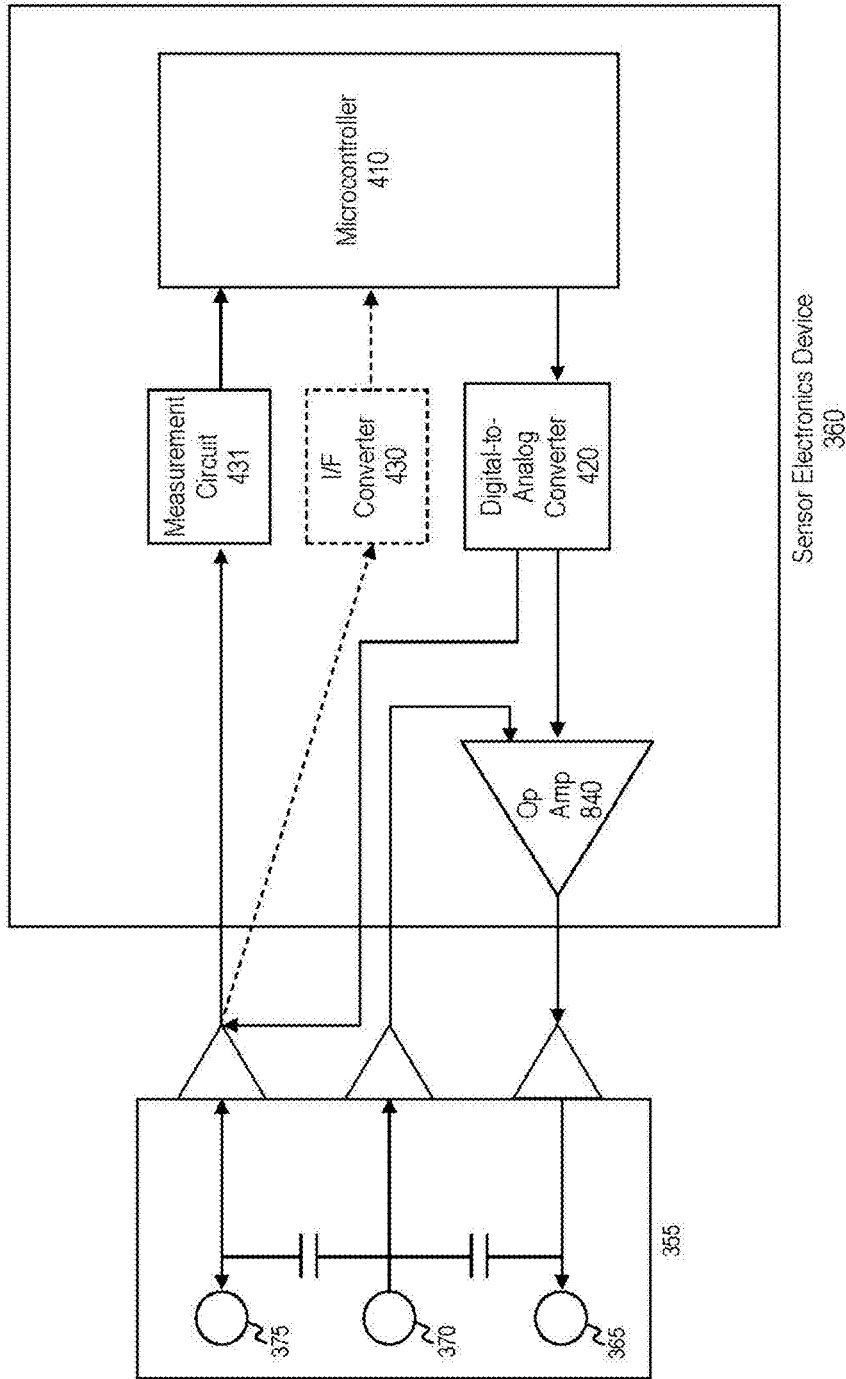 Microcontroller
410
Measurement
Circuit
431
I/F
Converter
430
Digital-to-
Analog
Converter
420
Op
Amp
840
375
370
365
355
Sensor Electronics Device
360